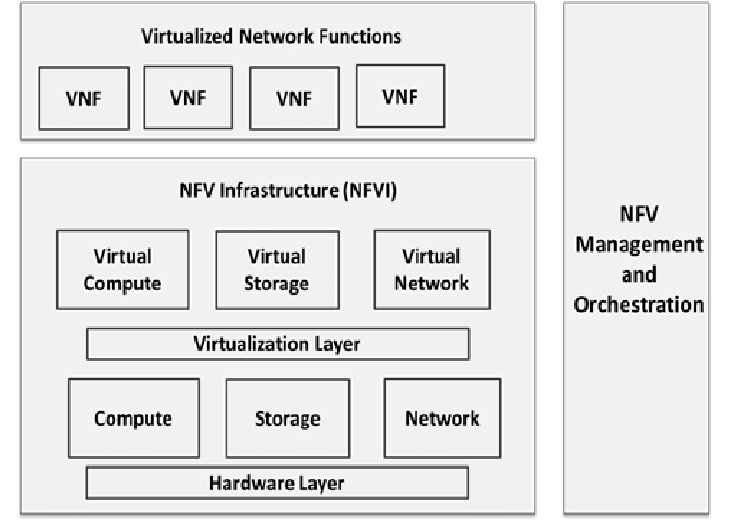 Virtualized Network Functions
VNF
VNF
VNF
VNF
NFV Infrastructure (NFVI)
Virtual
Compute
Virtual
Storage
Virtual
Network
Virtualization Layer
Compute
Storage
Network
Hardware Layer
NFV
Management
and
Orchestration